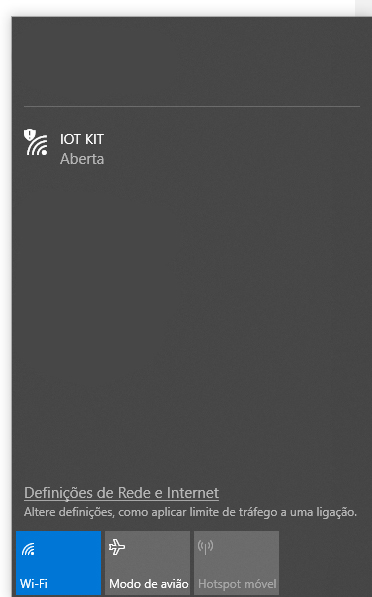 IOT KIT
Aberta
Definições de Rede e Internet
Altere definições, como aplicar limite de tráfego a uma ligação.
Wi-Fi
Modo de avião
Hotspot móvel